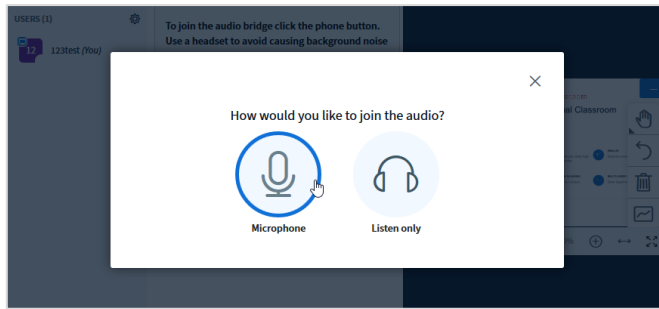 USERS (1)
To join the audio bridge click the phone button.
Use a headset to avoid causing background noise
12
123test (You)
How would you like to join the audio?
Microphone
Listen only
al Classroom